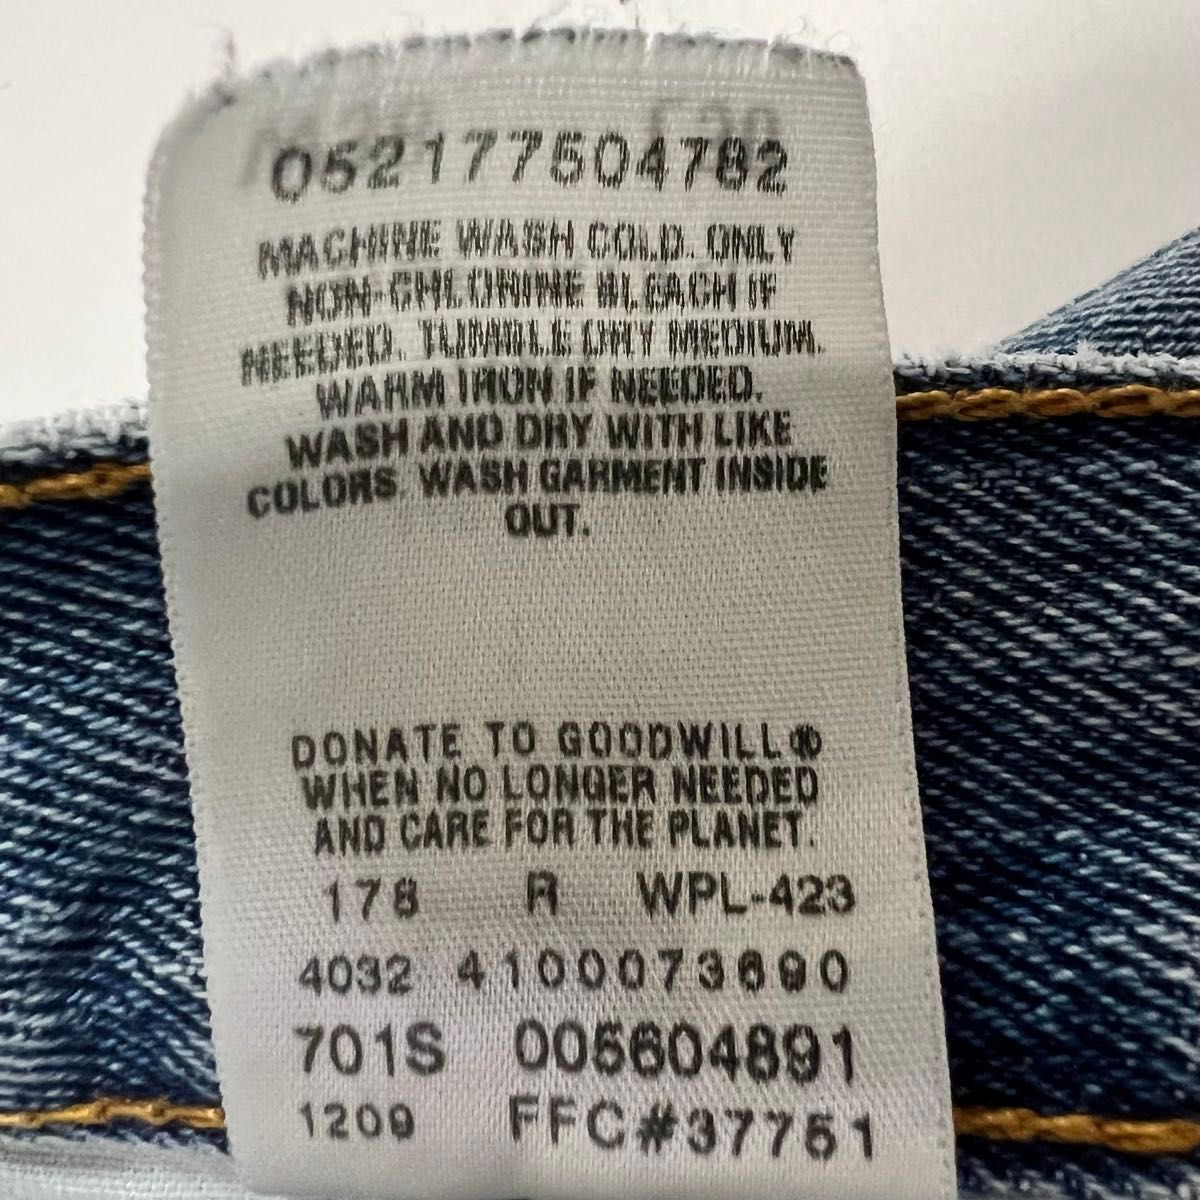 052177504782
MACHINE WASH COLD. ONLY
NON-CHLORINE BLEACH IF
NEEDED. TUMBLE DRY MEDIUM.
WARM IRON IF NEEDED.
WASH AND DRY WITH LIKE
COLORS. WASH GARMENT INSIDE
OUT.
DONATE TO GOODWILL®
WHEN NO LONGER NEEDED
AND CARE FOR THE PLANET.
178 R WPL-423
4032 4100073690
701S 005604891
1209 FFC#37751